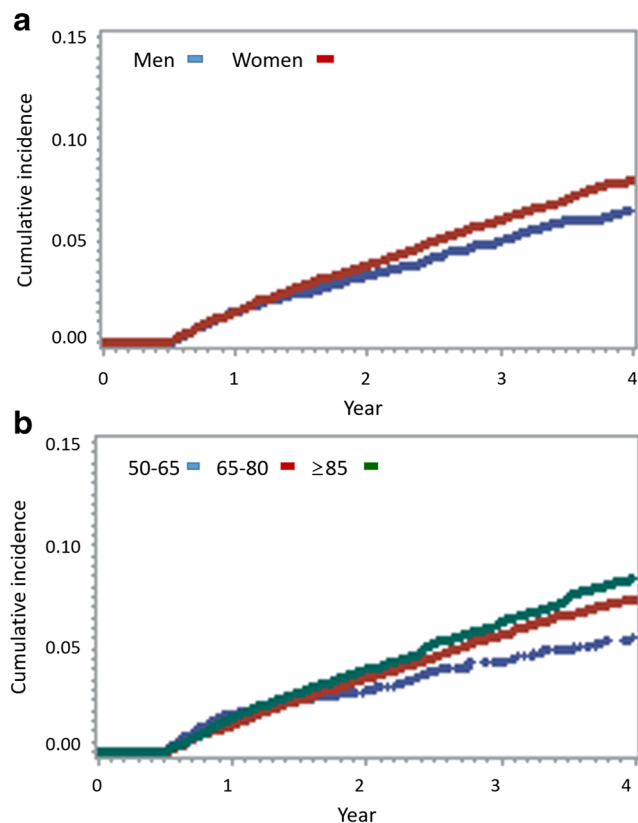 a
0.15
Men Women
0.10
0.05
0.00
Cumulative incidence
0 1 2 3 4
Year
b
0.15
50-65 65-80 ≥85
0.10
0.05
0.00
Cumulative incidence
0 1 2 3 4
Year